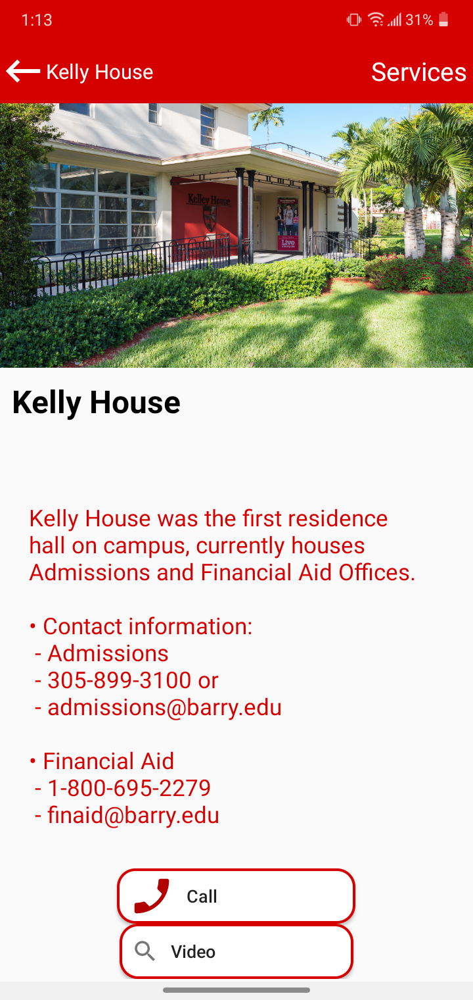 1:13
31%
Kelly House
Services
Kelley House
Live
Kelly House
Kelly House was the first residence
hall on campus, currently houses
Admissions and Financial Aid Offices.
• Contact information:
- Admissions
- 305-899-3100 or
- admissions@barry.edu
• Financial Aid
- 1-800-695-2279
- finaid@barry.edu
Call
Video